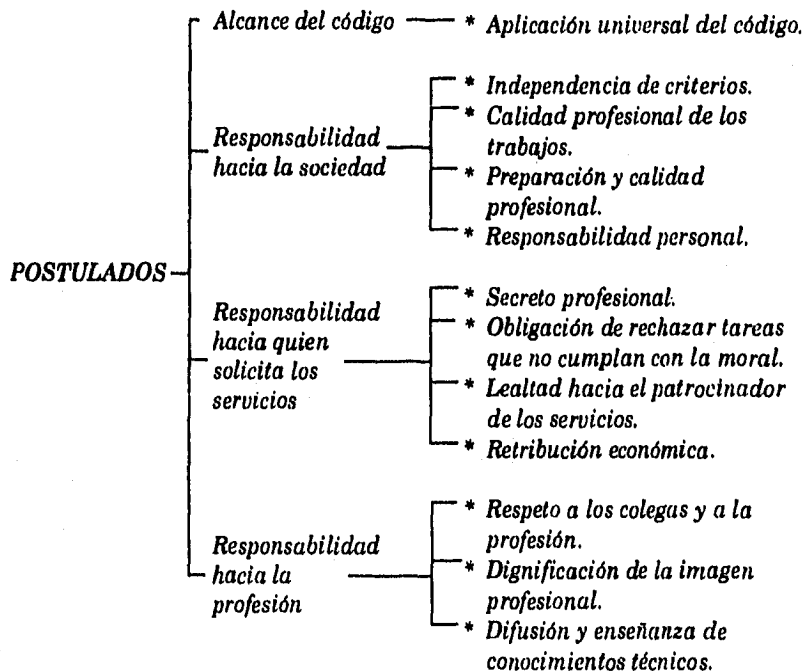 POSTULADOS
Alcance del código
* Aplicación universal del código.
Responsabilidad
hacia la sociedad
* Independencia de criterios.
* Calidad profesional de los
trabajos.
* Preparación y calidad
profesional.
* Responsabilidad personal.
Responsabilidad
hacia quien
solicita los
servicios
* Secreto profesional.
* Obligación de rechazar tareas
que no cumplan con la moral.
* Lealtad hacia el patrocinador
de los servicios.
* Retribución económica.
Responsabilidad
hacia la
profesión
* Respeto a los colegas y a la
profesión.
* Dignificación de la imagen
profesional.
* Difusión y enseñanza de
conocimientos técnicos.